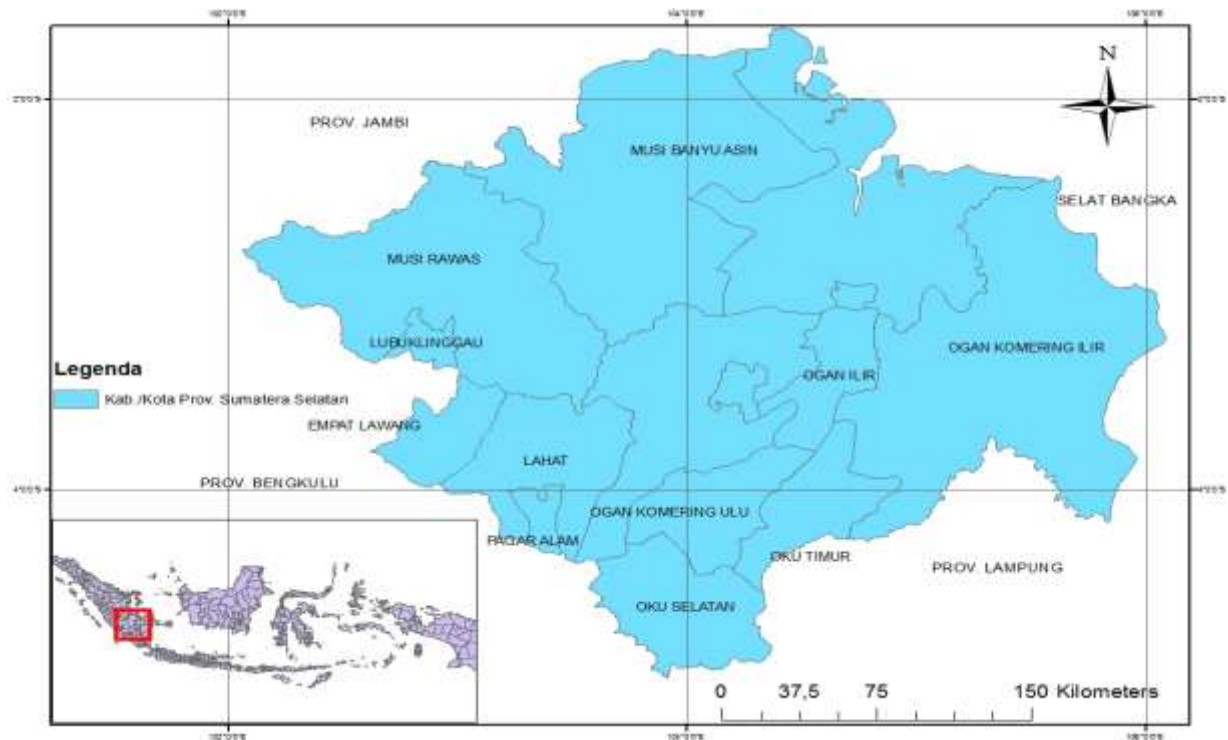 N
PROV. JAMBI
MUSI BANYU ASIN
SELAT BANGKA
MUSI RAWAS
LUBUKLINGGAU
OGAN KOMERING ILIR
Legenda
OGAN ILIR
Kab./Kota Prov. Sumatera Selatan
EMPAT LAWANG
LAHAT
PROV. BENGKULU
OGAN KOMERING ULU
PAGAR ALAM
OKU TIMUR
PROV. LAMPUNG
OKU SELATAN
0 37,5 75 150 Kilometers